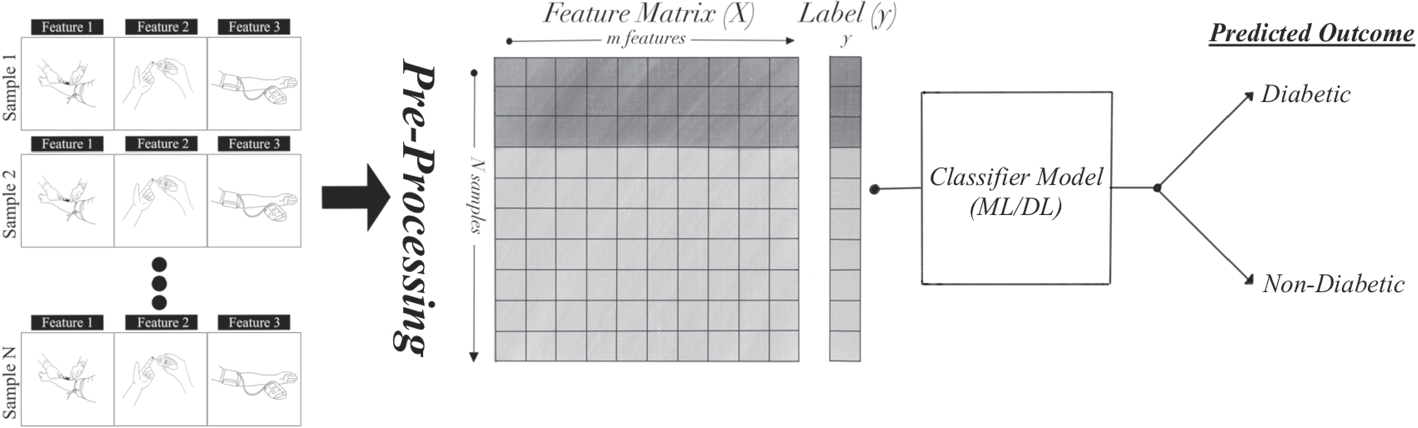 Feature 1 Feature 2 Feature 3
Sample 1
Feature 1 Feature 2 Feature 3
Sample 2
Feature 1 Feature 2 Feature 3
Sample N
Pre-Processing
Feature Matrix (X)
m features
N samples
Label (y)
y
Classifier Model
(ML/DL)
Predicted Outcome
Diabetic
Non-Diabetic